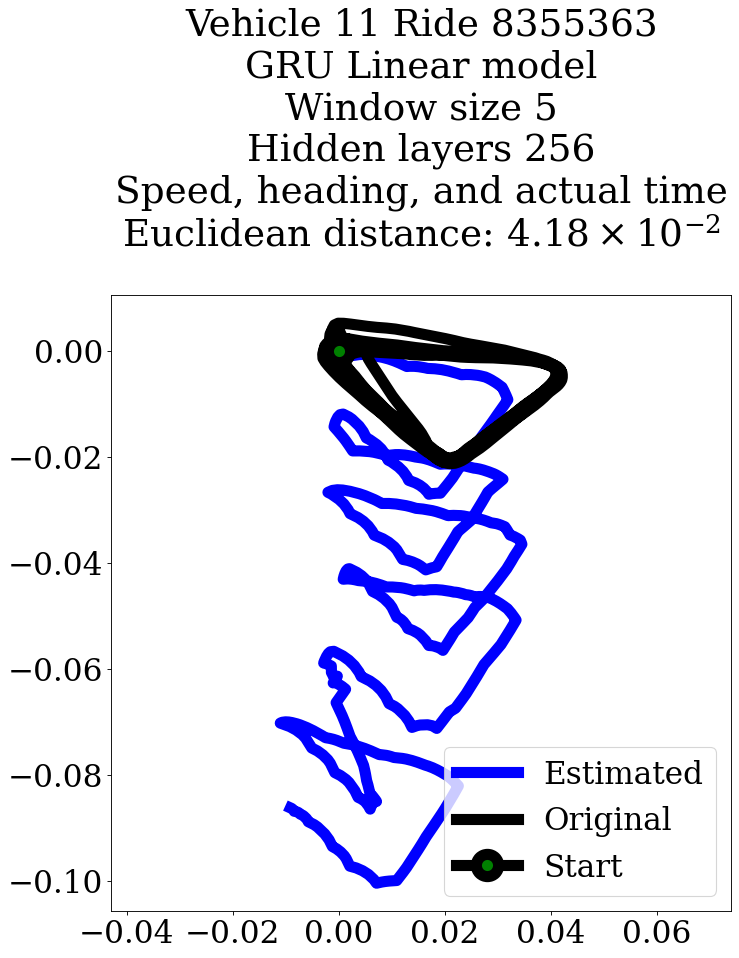 Vehicle 11 Ride 8355363
GRU Linear model
Window size 5
Hidden layers 256
Speed, heading, and actual time
Euclidean distance: 4.18 × 10⁻²
0.00
−0.02
−0.04
−0.06
−0.08
−0.10
Estimated
Original
Start
−0.04 −0.02 0.00 0.02 0.04 0.06